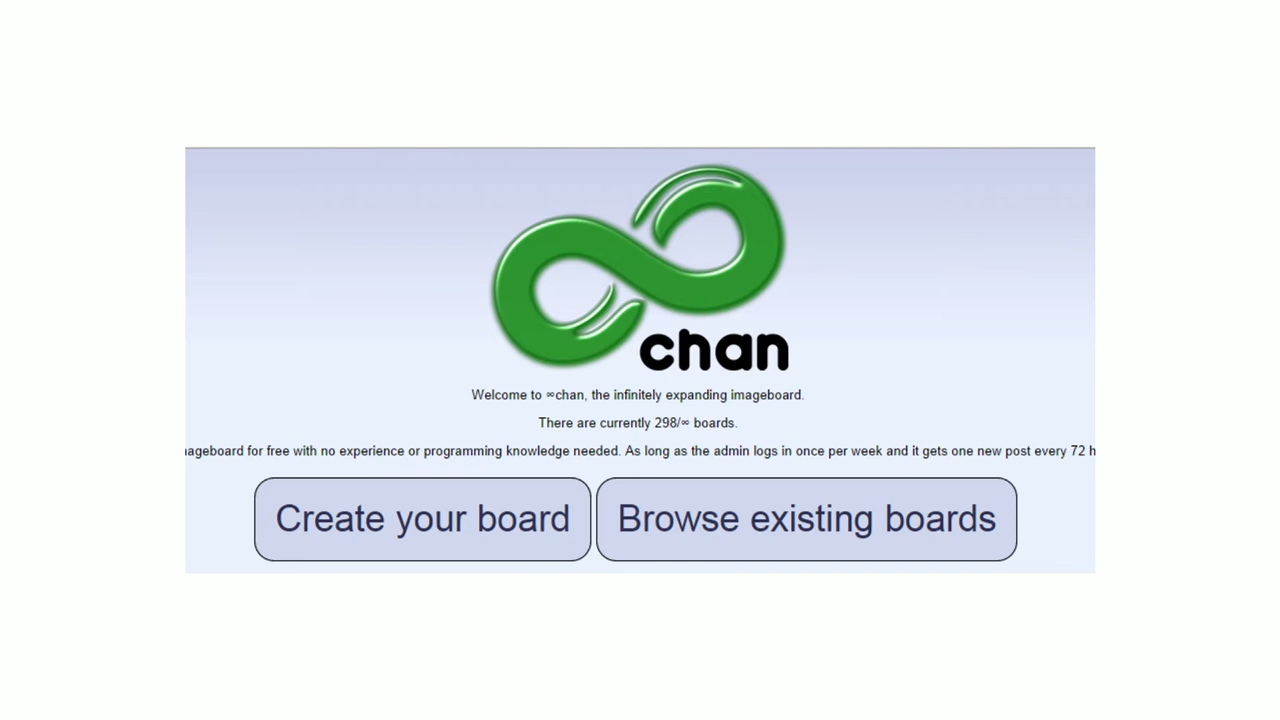 chan
Welcome to ∞chan, the infinitely expanding imageboard.
There are currently 298/∞ boards.
ageboard for free with no experience or programming knowledge needed. As long as the admin logs in once per week and it gets one new post every 72 h
Create your board
Browse existing boards